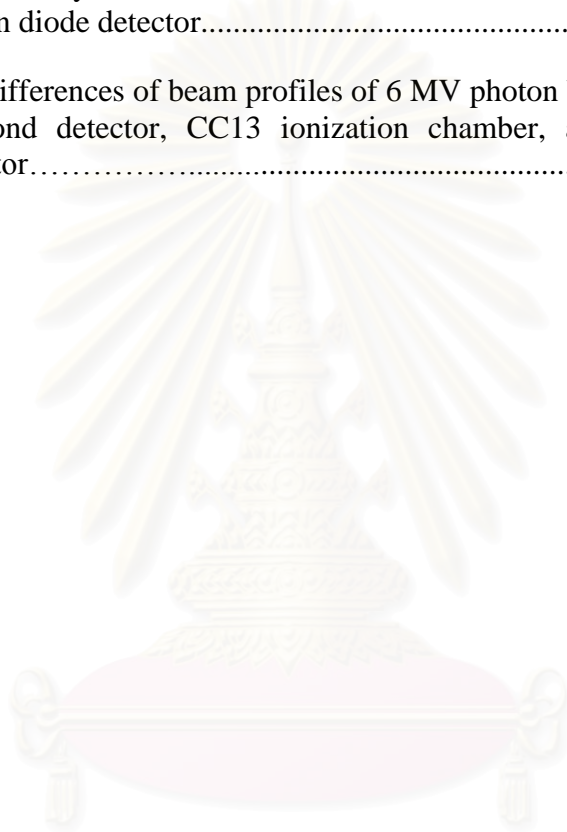 n diode detector..........................................................
ifferences of beam profiles of 6 MV photon
ond detector, CC13 ionization chamber,
tor……………............................................................